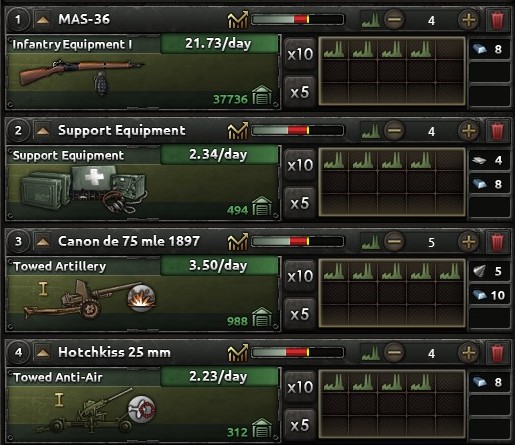 1 MAS-36 4
Infantry Equipment I 21.73/day x10 8
37736 x5
2 Support Equipment 4
Support Equipment 2.34/day x10 4
8
494 x5
3 Canon de 75 mle 1897 5
Towed Artillery 3.50/day x10 5
I 10
988 x5
4 Hotchkiss 25 mm 4
Towed Anti-Air 2.23/day x10 8
I
312 x5